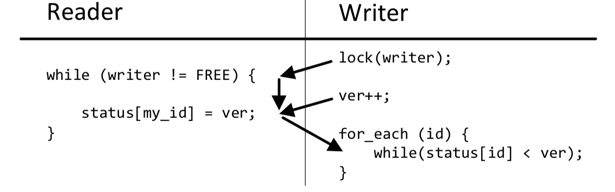 Reader
Writer
while (writer != FREE) {
status[my_id] = ver;
}
lock(writer);
ver++;
for_each (id) {
while(status[id] < ver);
}